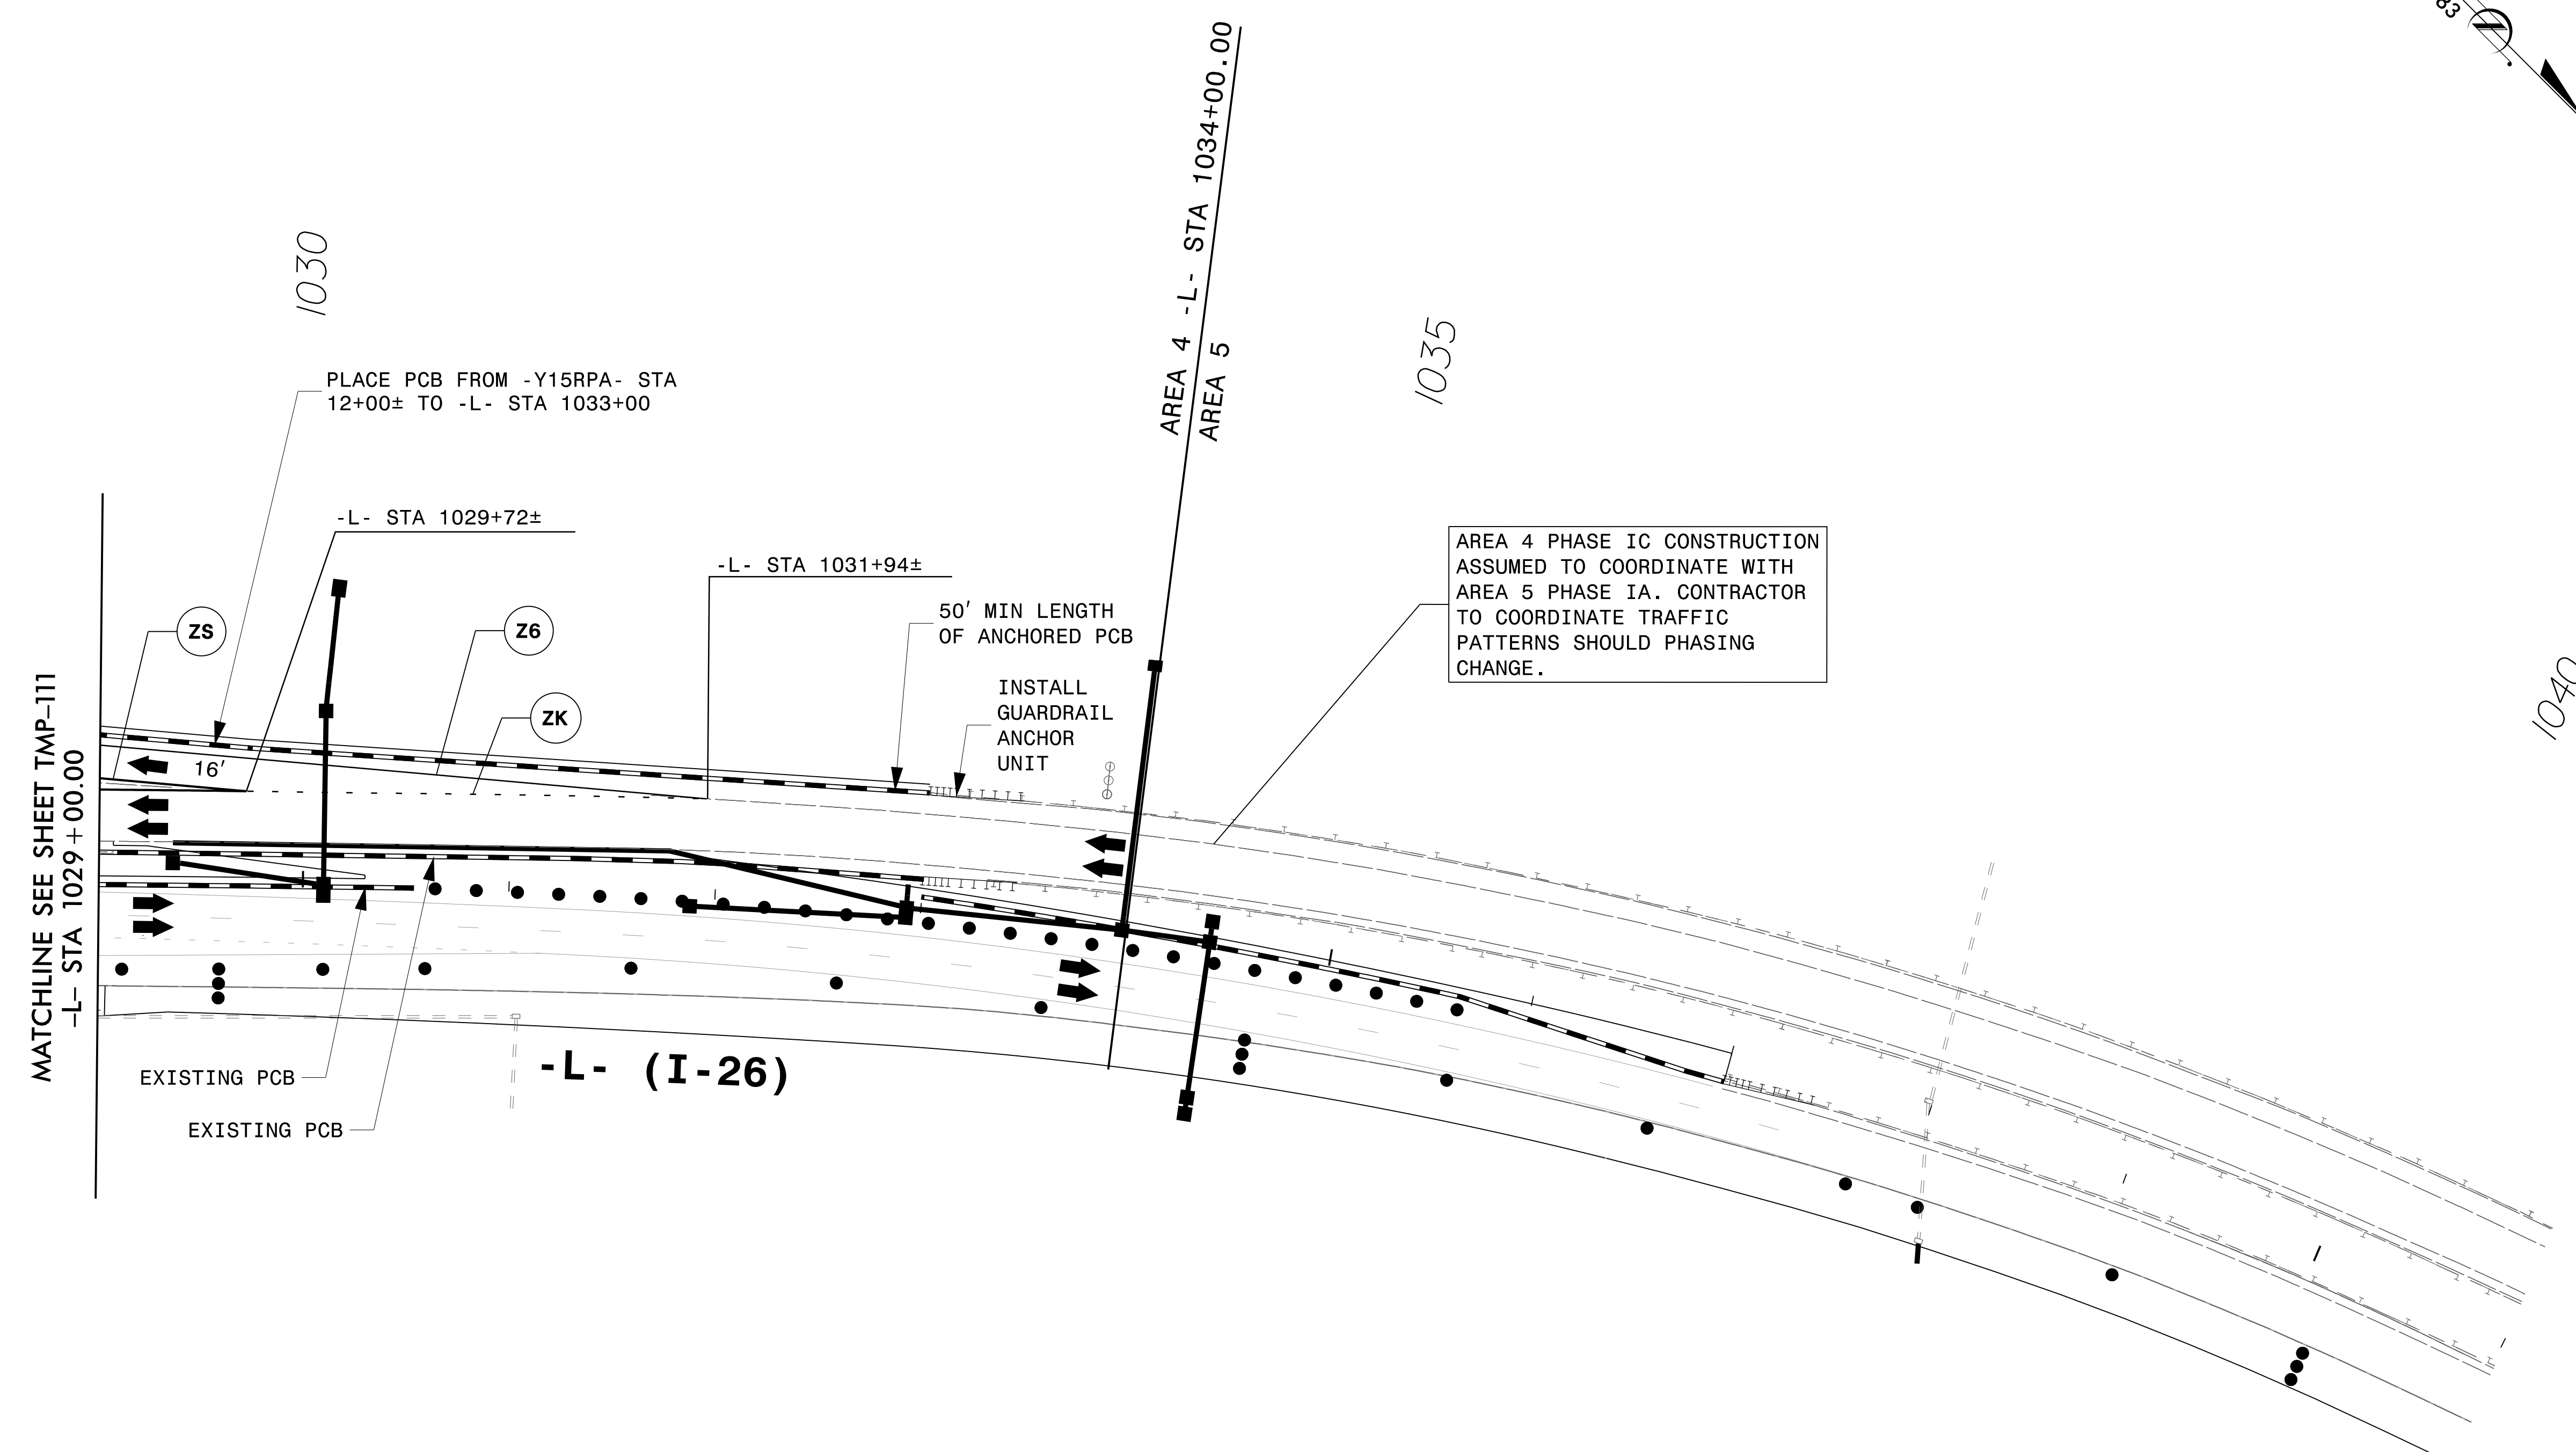 83
AREA 4 -L- STA 1034+00.00
AREA 5
1030
1035
1040
PLACE PCB FROM -Y15RPA- STA
12+00± TO -L- STA 1033+00
-L- STA 1029+72±
-L- STA 1031+94±
AREA 4 PHASE IC CONSTRUCTION
ASSUMED TO COORDINATE WITH
AREA 5 PHASE IA. CONTRACTOR
TO COORDINATE TRAFFIC
PATTERNS SHOULD PHASING
CHANGE.
50' MIN LENGTH
OF ANCHORED PCB
ZS
Z6
ZK
INSTALL
GUARDRAIL
ANCHOR
UNIT
16'
MATCHLINE SEE SHEET TMP-111
-L- STA 1029+00.00
-L- (I-26)
EXISTING PCB
EXISTING PCB